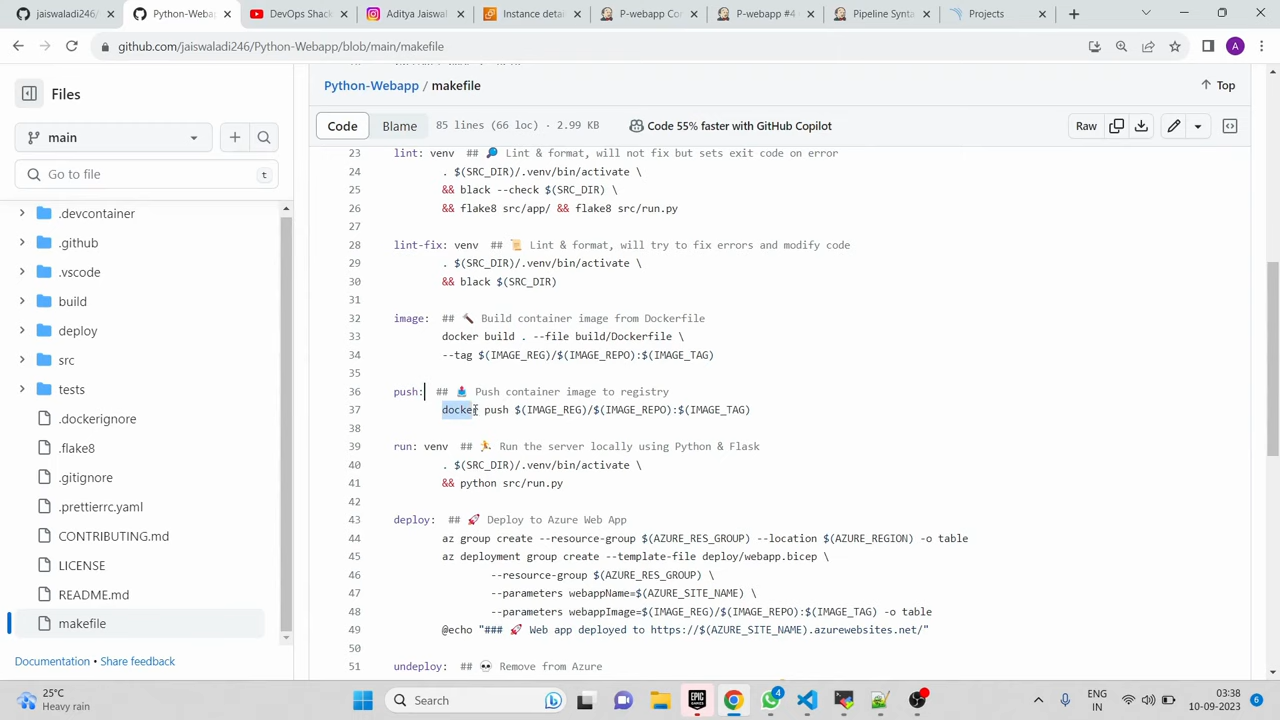 jaiswaladi246/
Python-Weba
DevOps Shack
Aditya Jaiswal
Instance detail
P-webapp Con
P-webapp #4 
Pipeline Synta
Projects
github.com/jaiswaladi246/Python-Webapp/blob/main/makefile
A
Files
main
Go to file
t
.devcontainer
.github
.vscode
build
deploy
src
tests
.dockerignore
.flake8
.gitignore
.prettierrc.yaml
CONTRIBUTING.md
LICENSE
README.md
makefile
Documentation • Share feedback
Python-Webapp / makefile
Top
Code
Blame
85 lines (66 loc) · 2.99 KB
Code 55% faster with GitHub Copilot
Raw
23 lint: venv ## 🔎 Lint & format, will not fix but sets exit code on error
24 . $(SRC_DIR)/.venv/bin/activate \
25 && black --check $(SRC_DIR) \
26 && flake8 src/app/ && flake8 src/run.py
27
28 lint-fix: venv ## 📜 Lint & format, will try to fix errors and modify code
29 . $(SRC_DIR)/.venv/bin/activate \
30 && black $(SRC_DIR)
31
32 image: ## 🔨 Build container image from Dockerfile
33 docker build . --file build/Dockerfile \
34 --tag $(IMAGE_REG)/$(IMAGE_REPO):$(IMAGE_TAG)
35
36 push: ## 📤 Push container image to registry
37 docker push $(IMAGE_REG)/$(IMAGE_REPO):$(IMAGE_TAG)
38
39 run: venv ## 🏃 Run the server locally using Python & Flask
40 . $(SRC_DIR)/.venv/bin/activate \
41 && python src/run.py
42
43 deploy: ## 🚀 Deploy to Azure Web App
44 az group create --resource-group $(AZURE_RES_GROUP) --location $(AZURE_REGION) -o table
45 az deployment group create --template-file deploy/webapp.bicep \
46 --resource-group $(AZURE_RES_GROUP) \
47 --parameters webappName=$(AZURE_SITE_NAME) \
48 --parameters webappImage=$(IMAGE_REG)/$(IMAGE_REPO):$(IMAGE_TAG) -o table
49 @echo "### 🚀 Web app deployed to https://$(AZURE_SITE_NAME).azurewebsites.net/"
50
51 undeploy: ## 💀 Remove from Azure
25°C
Heavy rain
Search
EPIC GAMES
4
ENG
IN
03:38
10-09-2023
6